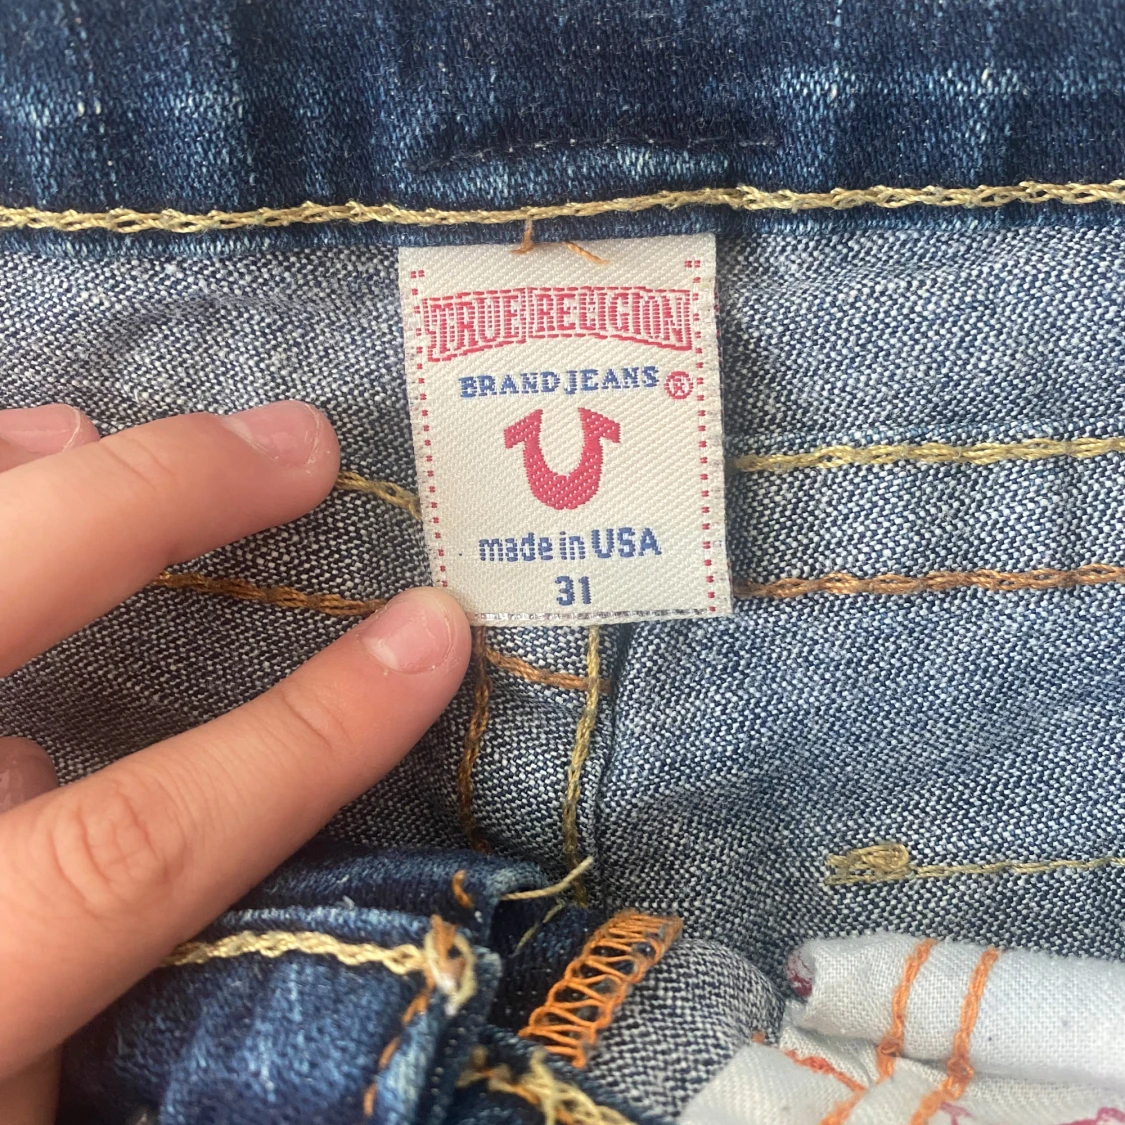 TRUE RELIGION
BRAND JEANS ®
made in USA
31